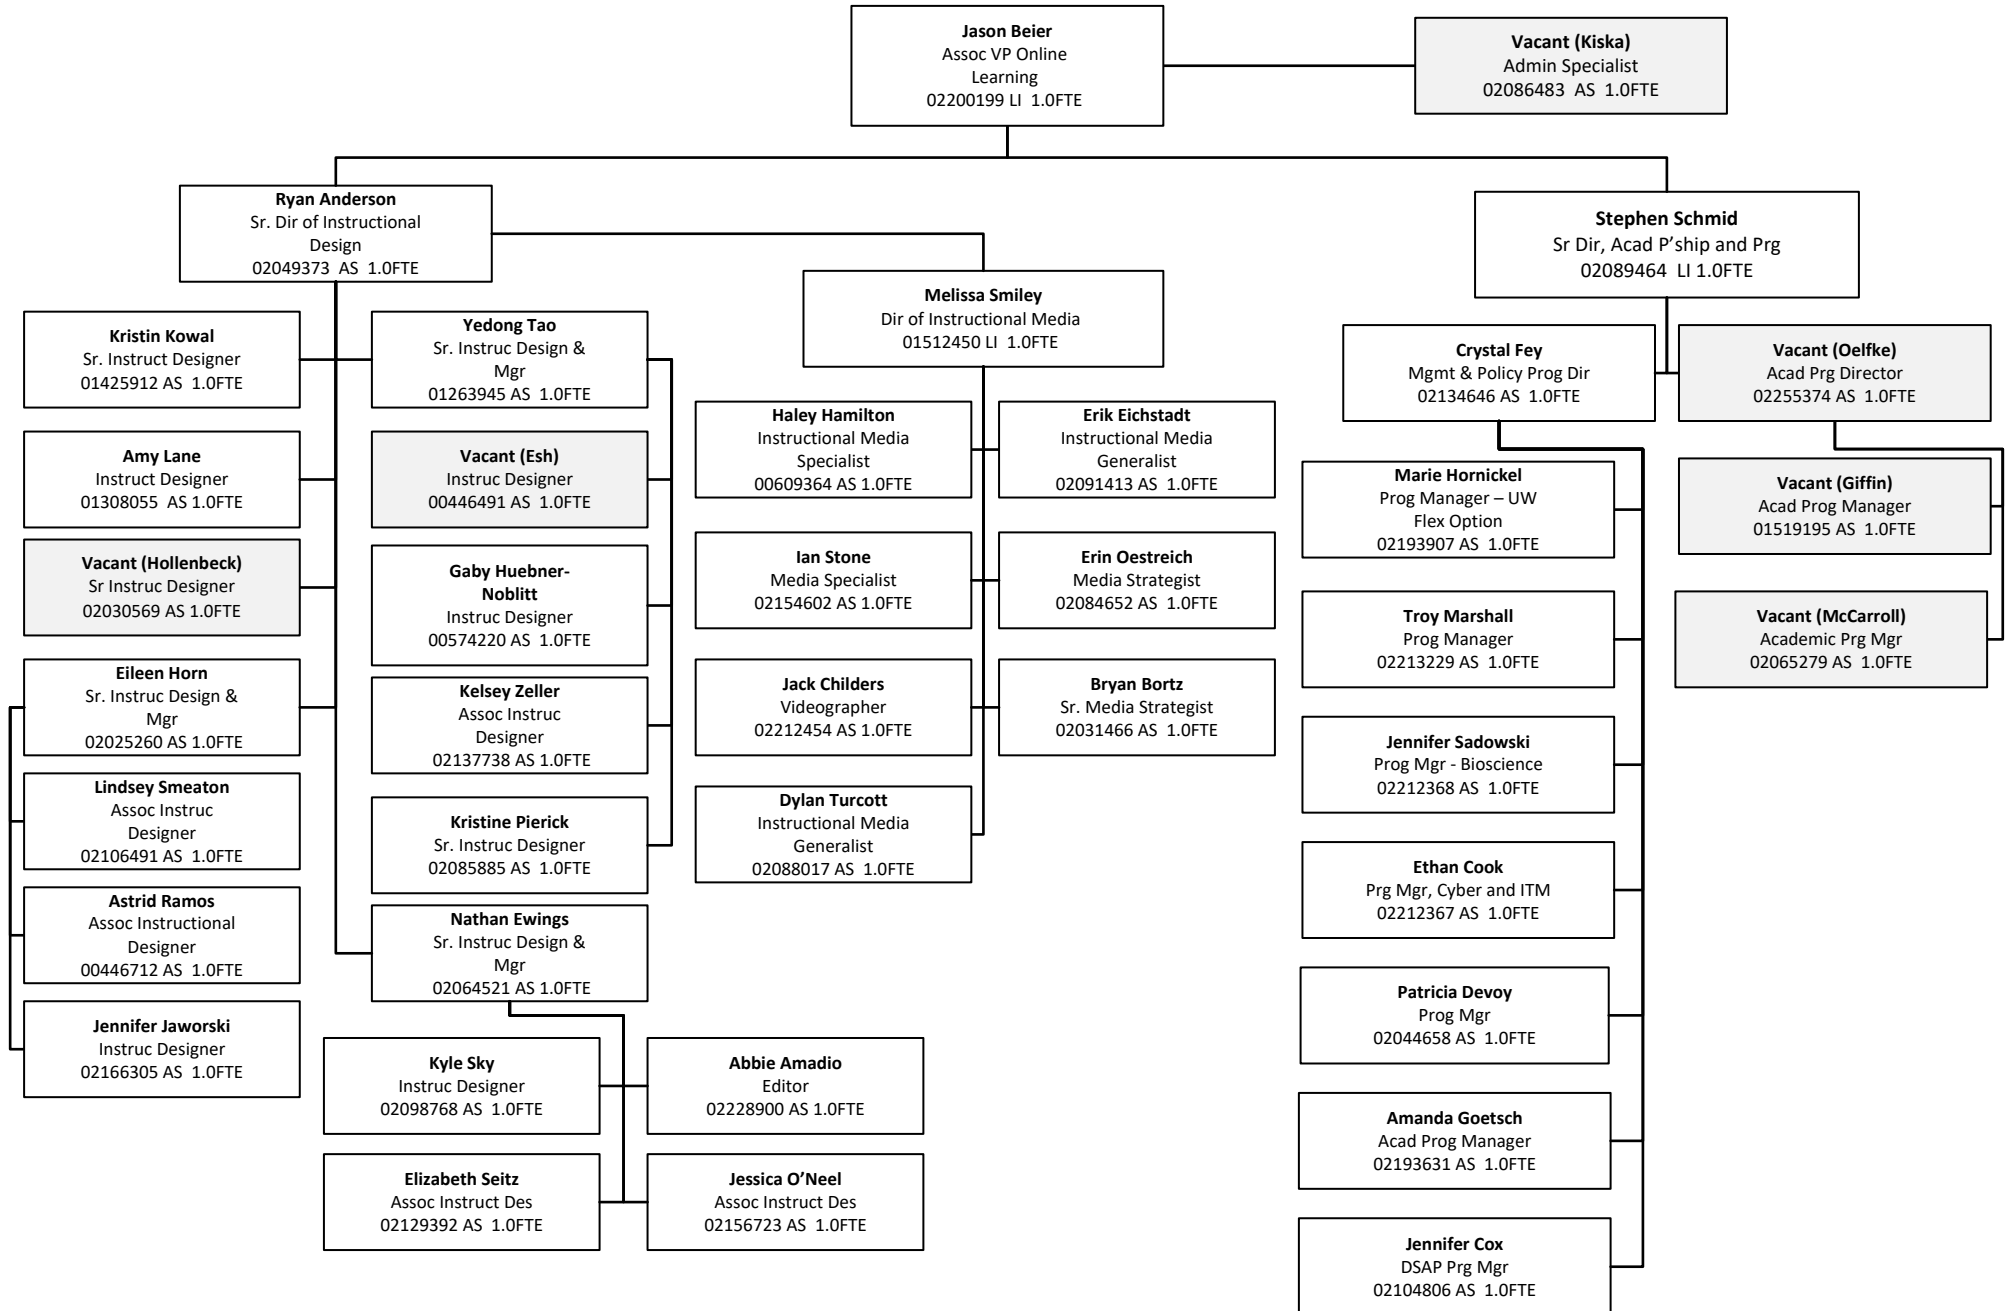 Jason Beier
Assoc VP Online
Learning
02200199 LI 1.0FTE
Vacant (Kiska)
Admin Specialist
02086483 AS 1.0FTE
Ryan Anderson
Sr. Dir of Instructional
Design
02049373 AS 1.0FTE
Stephen Schmid
Sr Dir, Acad P’ship and Prg
02089464 LI 1.0FTE
Melissa Smiley
Dir of Instructional Media
01512450 LI 1.0FTE
Kristin Kowal
Sr. Instruct Designer
01425912 AS 1.0FTE
Amy Lane
Instruct Designer
01308055 AS 1.0FTE
Vacant (Hollenbeck)
Sr Instruc Designer
02030569 AS 1.0FTE
Eileen Horn
Sr. Instruc Design &
Mgr
02025260 AS 1.0FTE
Lindsey Smeaton
Assoc Instruc
Designer
02106491 AS 1.0FTE
Astrid Ramos
Assoc Instructional
Designer
00446712 AS 1.0FTE
Jennifer Jaworski
Instruc Designer
02166305 AS 1.0FTE
Yedong Tao
Sr. Instruc Design &
Mgr
01263945 AS 1.0FTE
Vacant (Esh)
Instruc Designer
00446491 AS 1.0FTE
Gaby Huebner-
Noblitt
Instruc Designer
00574220 AS 1.0FTE
Kelsey Zeller
Assoc Instruc
Designer
02137738 AS 1.0FTE
Kristine Pierick
Sr. Instruc Designer
02085885 AS 1.0FTE
Nathan Ewings
Sr. Instruc Design &
Mgr
02064521 AS 1.0FTE
Kyle Sky
Instruc Designer
02098768 AS 1.0FTE
Abbie Amadio
Editor
02228900 AS 1.0FTE
Elizabeth Seitz
Assoc Instruct Des
02129392 AS 1.0FTE
Jessica O’Neel
Assoc Instruct Des
02156723 AS 1.0FTE
Haley Hamilton
Instructional Media
Specialist
00609364 AS 1.0FTE
Erik Eichstadt
Instructional Media
Generalist
02091413 AS 1.0FTE
Ian Stone
Media Specialist
02154602 AS 1.0FTE
Erin Oestreich
Media Strategist
02084652 AS 1.0FTE
Jack Childers
Videographer
02212454 AS 1.0FTE
Bryan Bortz
Sr. Media Strategist
02031466 AS 1.0FTE
Dylan Turcott
Instructional Media
Generalist
02088017 AS 1.0FTE
Crystal Fey
Mgmt & Policy Prog Dir
02134646 AS 1.0FTE
Vacant (Oelfke)
Acad Prg Director
02255374 AS 1.0FTE
Marie Hornickel
Prog Manager – UW
Flex Option
02193907 AS 1.0FTE
Troy Marshall
Prog Manager
02213229 AS 1.0FTE
Jennifer Sadowski
Prog Mgr - Bioscience
02212368 AS 1.0FTE
Ethan Cook
Prg Mgr, Cyber and ITM
02212367 AS 1.0FTE
Patricia Devoy
Prog Mgr
02044658 AS 1.0FTE
Amanda Goetsch
Acad Prog Manager
02193631 AS 1.0FTE
Jennifer Cox
DSAP Prg Mgr
02104806 AS 1.0FTE
Vacant (Giffin)
Acad Prog Manager
01519195 AS 1.0FTE
Vacant (McCarroll)
Academic Prg Mgr
02065279 AS 1.0FTE